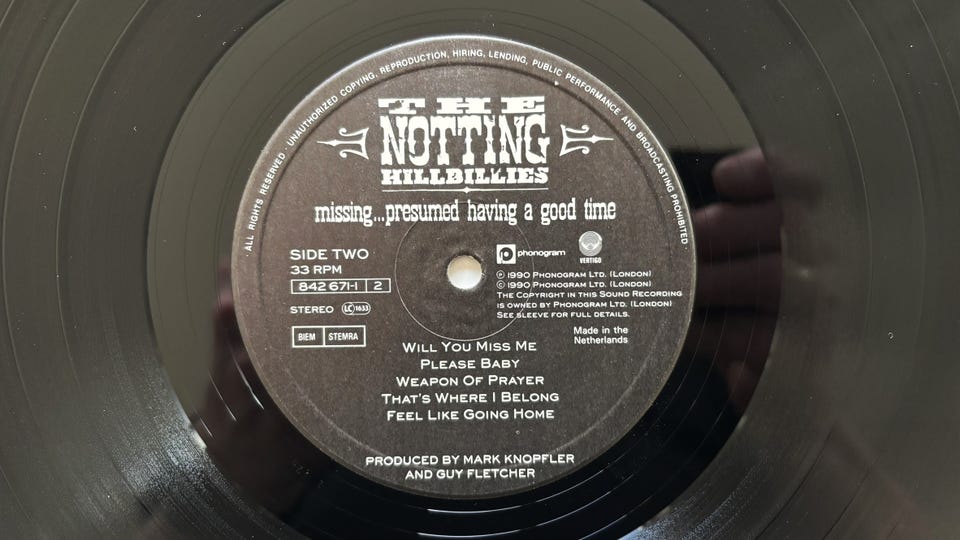 · ALL RIGHTS RESERVED · UNAUTHORIZED COPYING, REPRODUCTION, HIRING, LENDING, PUBLIC PERFORMANCE AND BROADCASTING PROHIBITED ·
THE
NOTTING
HILLBILLIES
missing...presumed having a good time
SIDE TWO
33 RPM
842 671-1 2
STEREO LC 1633
BIEM STEMRA
phonogram
VERTIGO
℗ 1990 PHONOGRAM LTD. (LONDON)
© 1990 PHONOGRAM LTD. (LONDON)
THE COPYRIGHT IN THIS SOUND RECORDING
IS OWNED BY PHONOGRAM LTD. (LONDON)
SEE SLEEVE FOR FULL DETAILS.
Made in the
Netherlands
WILL YOU MISS ME
PLEASE BABY
WEAPON OF PRAYER
THAT'S WHERE I BELONG
FEEL LIKE GOING HOME
PRODUCED BY MARK KNOPFLER
AND GUY FLETCHER